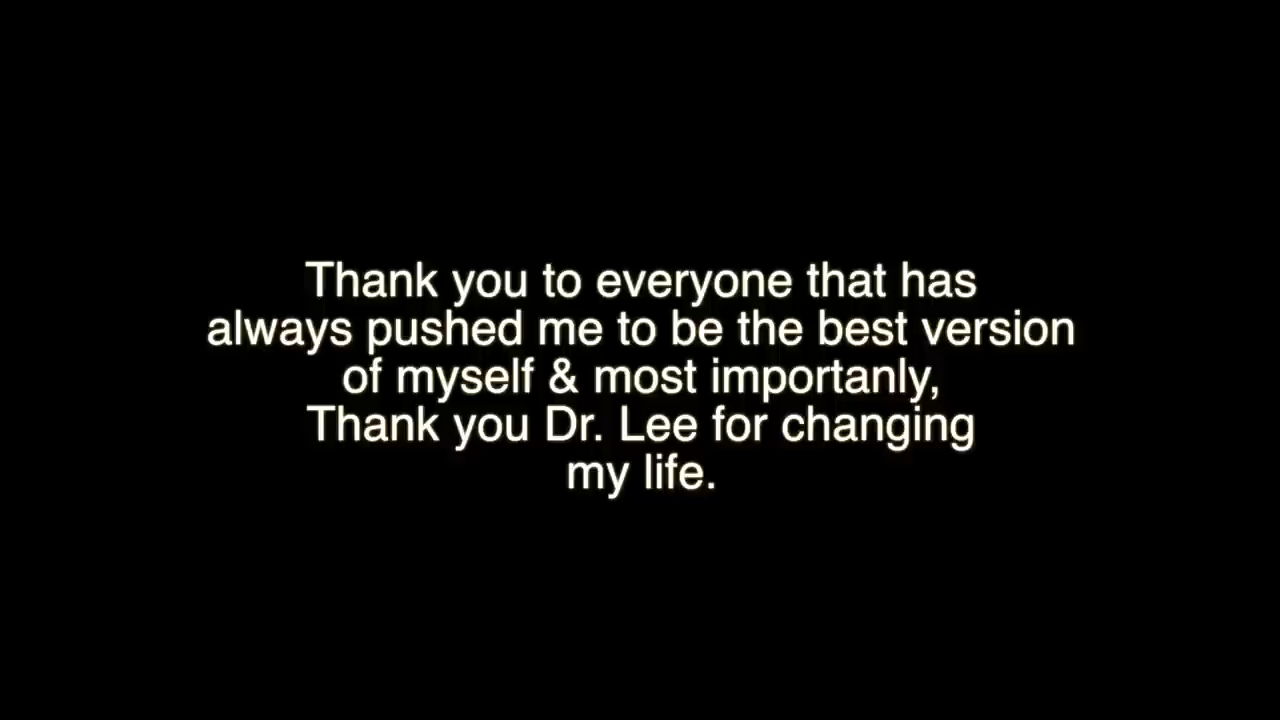 Thank you to everyone that has
always pushed me to be the best version
of myself & most importanly,
Thank you Dr. Lee for changing
my life.